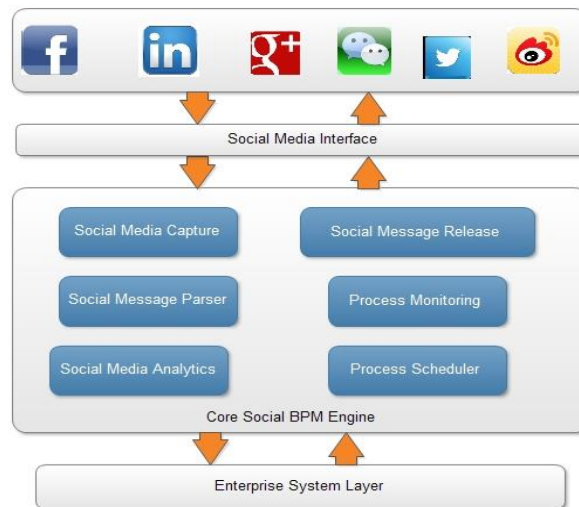 f in g+
Social Media Interface
Social Media Capture Social Message Release
Social Message Parser Process Monitoring
Social Media Analytics Process Scheduler
Core Social BPM Engine
Enterprise System Layer